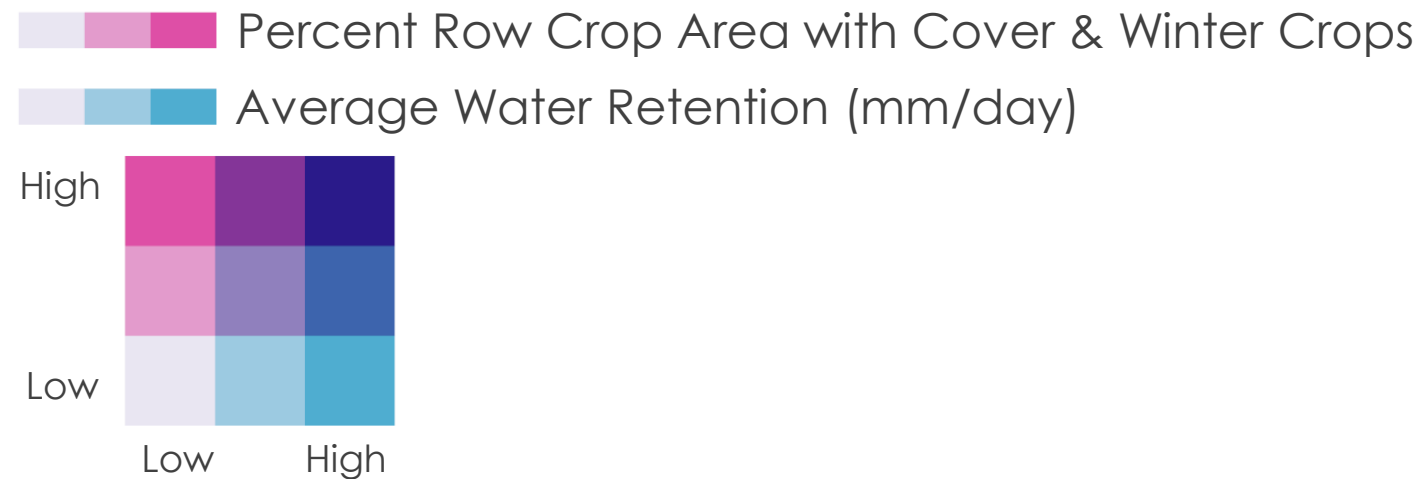 Percent Row Crop Area with Cover & Winter Crops
Average Water Retention (mm/day)
High
Low
Low High